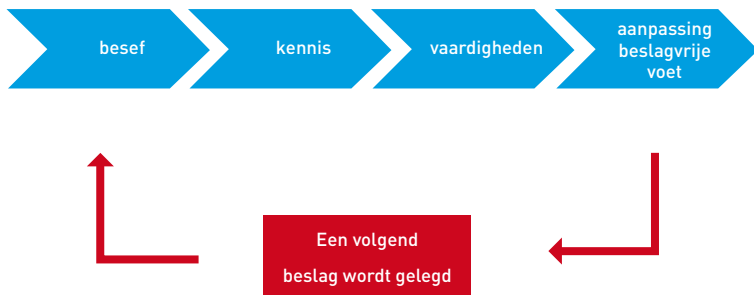 besef
kennis
vaardigheden
aanpassing
beslagvrije
voet
Een volgend
beslag wordt gelegd